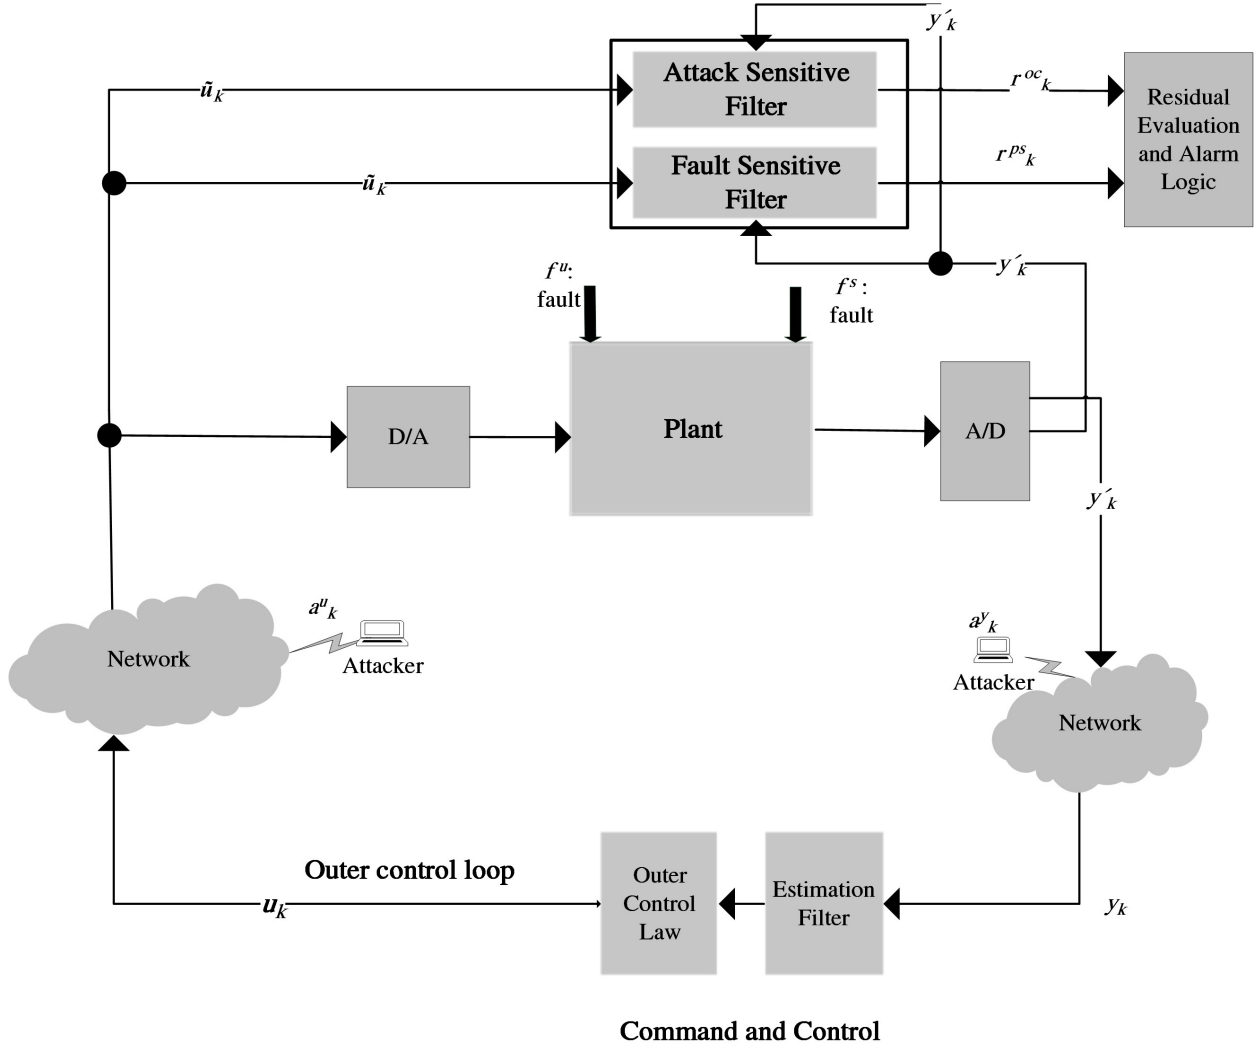 y´k
Attack Sensitive
Filter
ũk
r^oc k
Residual
Evaluation
and Alarm
Logic
Fault Sensitive
Filter
ũk
r^ps k
y´k
f^u:
fault
f^s:
fault
D/A
Plant
A/D
y´k
a^u k
Attacker
Network
a^y k
Attacker
Network
Outer control loop
uk
Outer
Control
Law
Estimation
Filter
yk
Command and Control